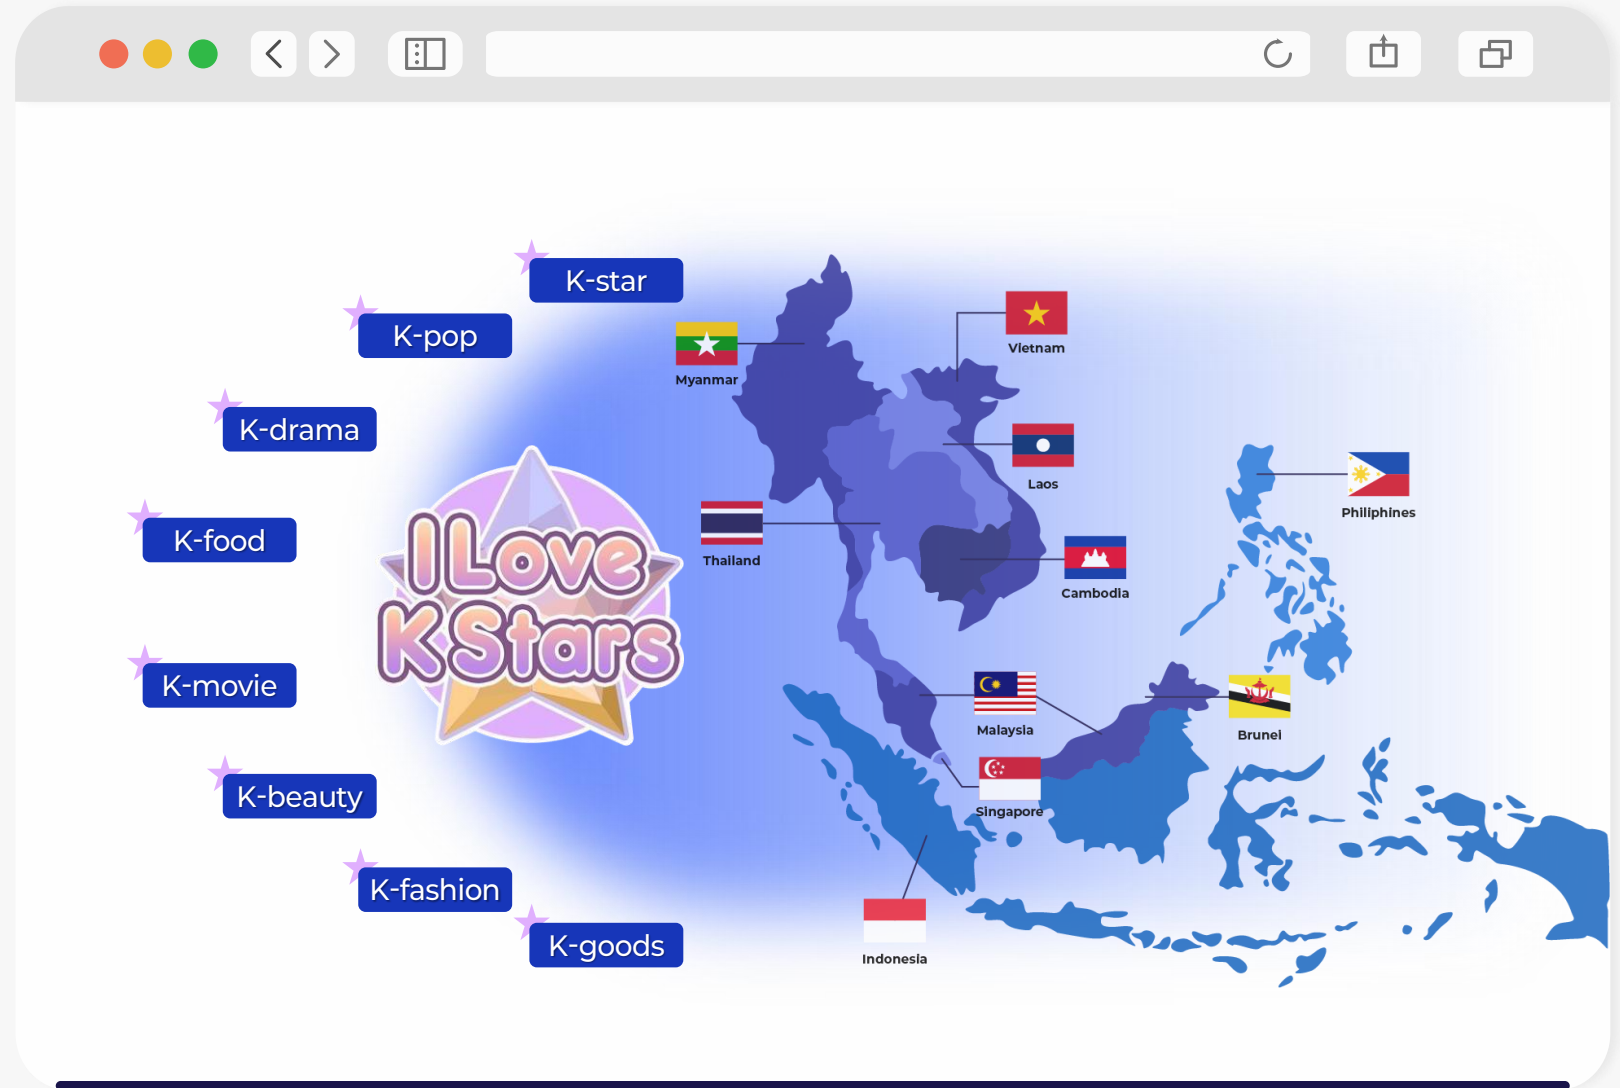 K-star
K-pop
K-drama
K-food
K-movie
K-beauty
K-fashion
K-goods
I Love
K Stars
Myanmar
Vietnam
Laos
Thailand
Cambodia
Philiphines
Malaysia
Brunei
Singapore
Indonesia